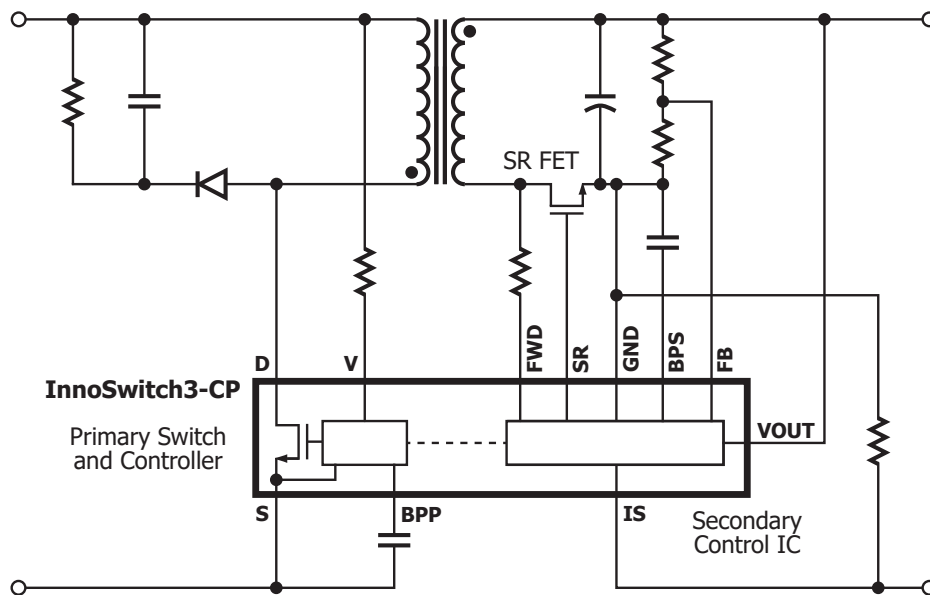 SR FET
FWD
SR
GND
BPS
FB
D
V
InnoSwitch3-CP
Primary Switch
and Controller
VOUT
S
BPP
IS
Secondary
Control IC